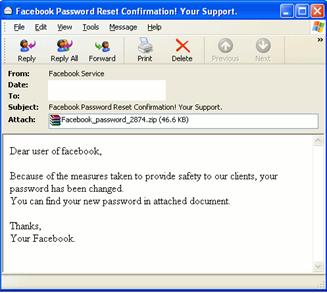 Facebook Password Reset Confirmation! Your Support.
File Edit View Tools Message Help
Reply Reply All Forward Print Delete Previous Next
From: Facebook Service
Date:
To:
Subject: Facebook Password Reset Confirmation! Your Support.
Attach: Facebook_password_2874.zip (46.6 KB)
Dear user of facebook,
Because of the measures taken to provide safety to our clients, your
password has been changed.
You can find your new password in attached document.
Thanks,
Your Facebook.